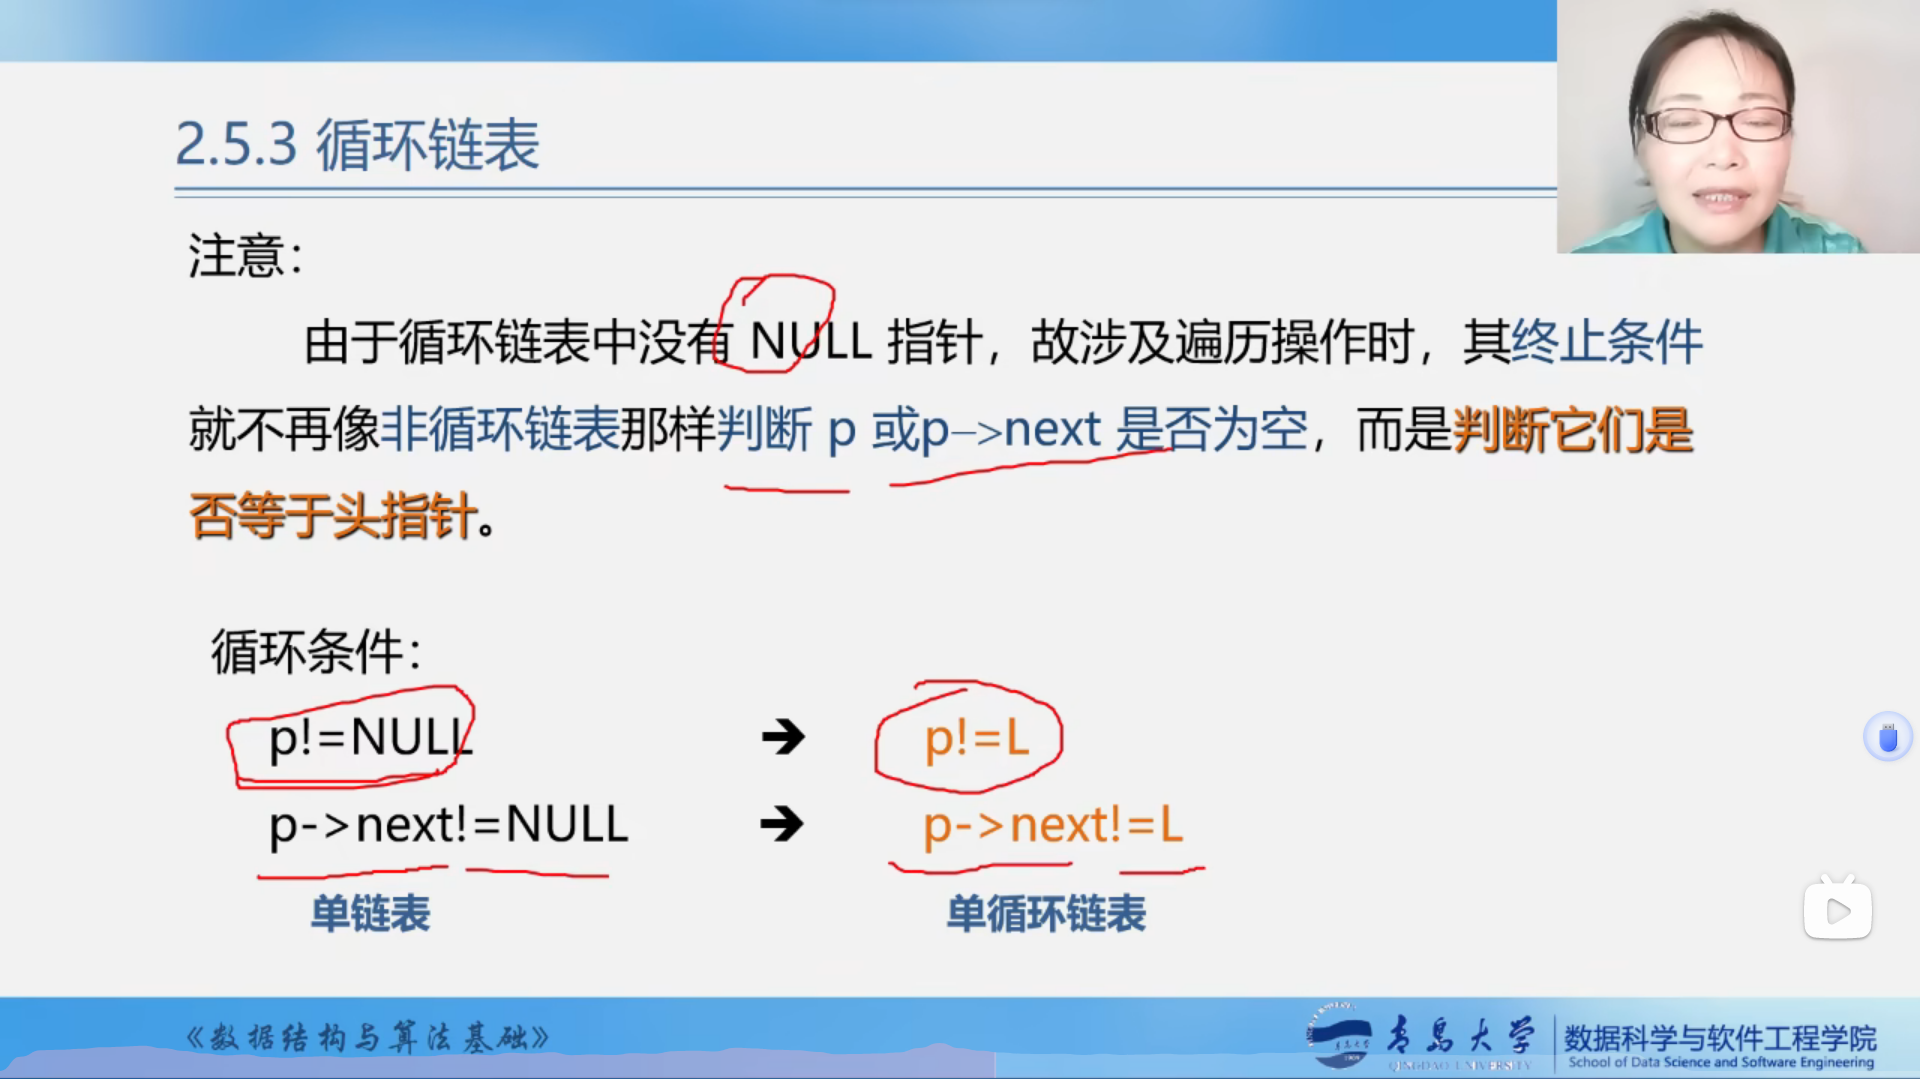 2.5.3 循环链表
注意：
由于循环链表中没有 NULL 指针，故涉及遍历操作时，其终止条件
就不再像非循环链表那样判断 p 或p–>next 是否为空，而是判断它们是
否等于头指针。
循环条件：
p!=NULL ➔ p!=L
p->next!=NULL ➔ p->next!=L
单链表 单循环链表
《数据结构与算法基础》
青岛大学
QINGDAO UNIVERSITY
数据科学与软件工程学院
School of Data Science and Software Engineering